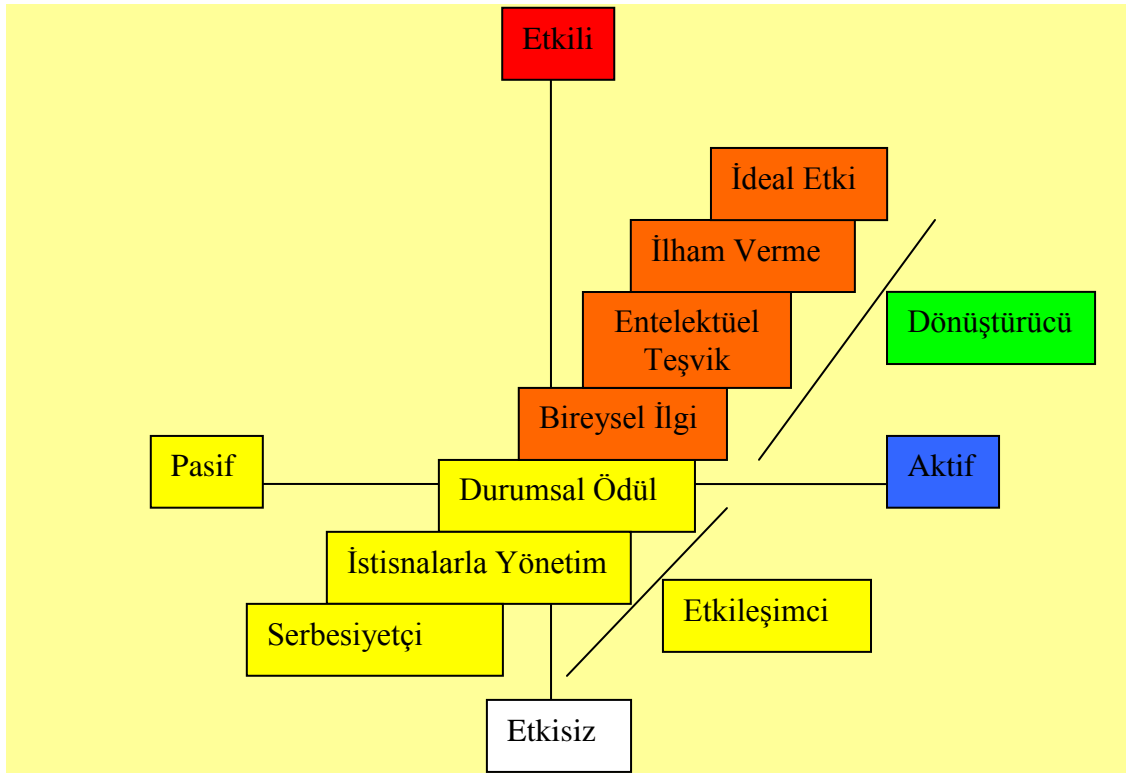 Etkili
İdeal Etki
İlham Verme
Entelektüel
Teşvik
Dönüştürücü
Bireysel İlgi
Pasif
Aktif
Durumsal Ödül
İstisnalarla Yönetim
Etkileşimci
Serbesiyetçi
Etkisiz